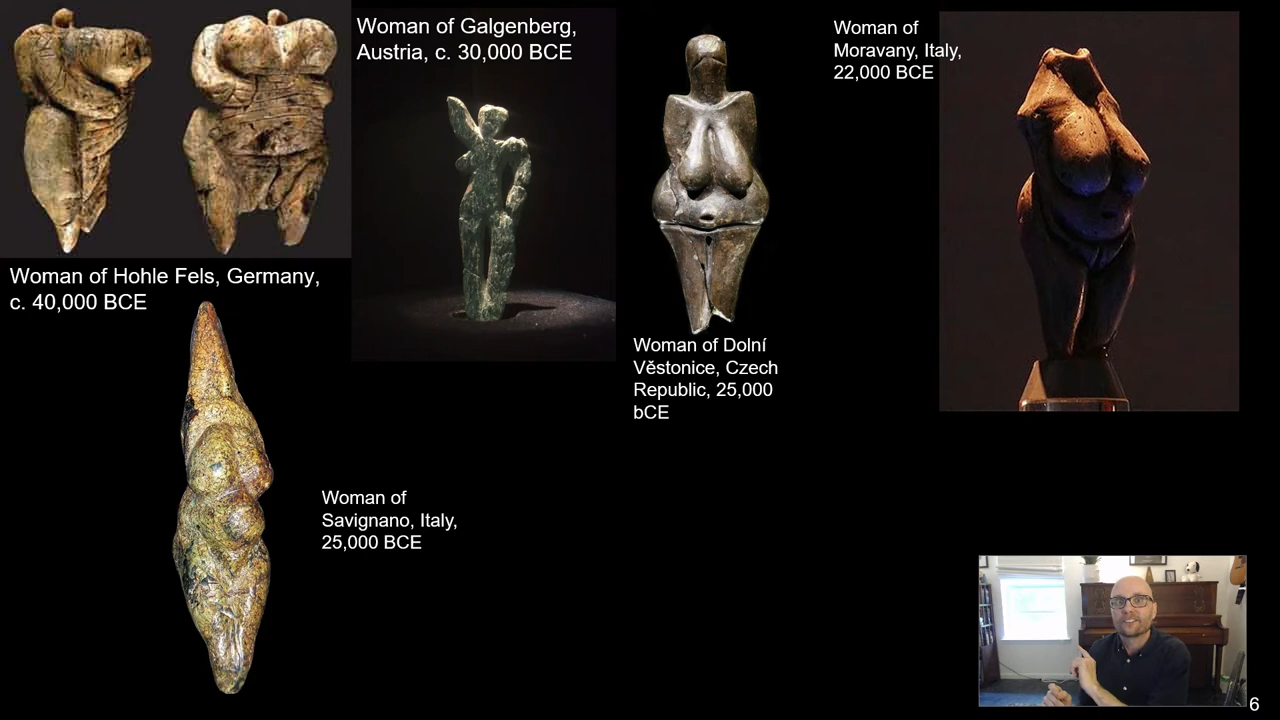 Woman of Galgenberg,
Austria, c. 30,000 BCE
Woman of
Moravany, Italy,
22,000 BCE
Woman of Hohle Fels, Germany,
c. 40,000 BCE
Woman of Dolní
Věstonice, Czech
Republic, 25,000
bCE
Woman of
Savignano, Italy,
25,000 BCE
6